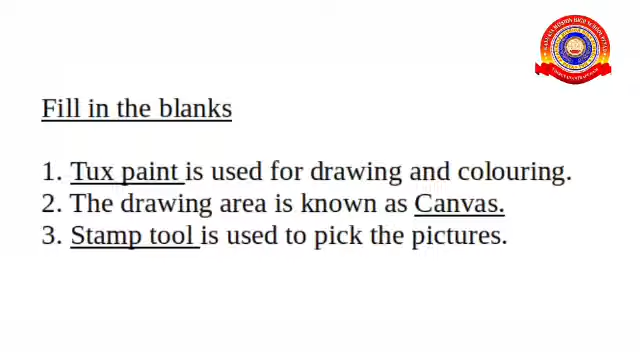 Fill in the blanks
1. Tux paint is used for drawing and colouring.
2. The drawing area is known as Canvas.
3. Stamp tool is used to pick the pictures.